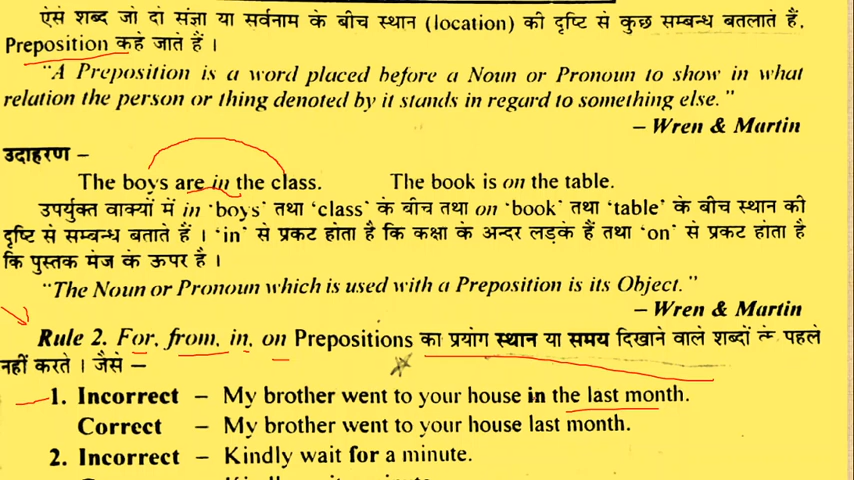 ऐसे शब्द जो दो संज्ञा या सर्वनाम के बीच स्थान (location) की दृष्टि से कुछ सम्बन्ध बतलाते हैं,
Preposition कहे जाते हैं ।
“A Preposition is a word placed before a Noun or Pronoun to show in what
relation the person or thing denoted by it stands in regard to something else.”
– Wren & Martin
उदाहरण –
The boys are in the class. The book is on the table.
उपर्युक्त वाक्यों में in ‘boys’ तथा ‘class’ के बीच तथा on ‘book’ तथा ‘table’ के बीच स्थान की
दृष्टि से सम्बन्ध बताते हैं । ‘in’ से प्रकट होता है कि कक्षा के अन्दर लड़के हैं तथा ‘on’ से प्रकट होता है
कि पुस्तक मेज के ऊपर है ।
“The Noun or Pronoun which is used with a Preposition is its Object.”
– Wren & Martin
Rule 2. For, from, in, on Prepositions का प्रयोग स्थान या समय दिखाने वाले शब्दों के पहले
नहीं करते । जैसे –
1. Incorrect – My brother went to your house in the last month.
Correct – My brother went to your house last month.
2. Incorrect – Kindly wait for a minute.